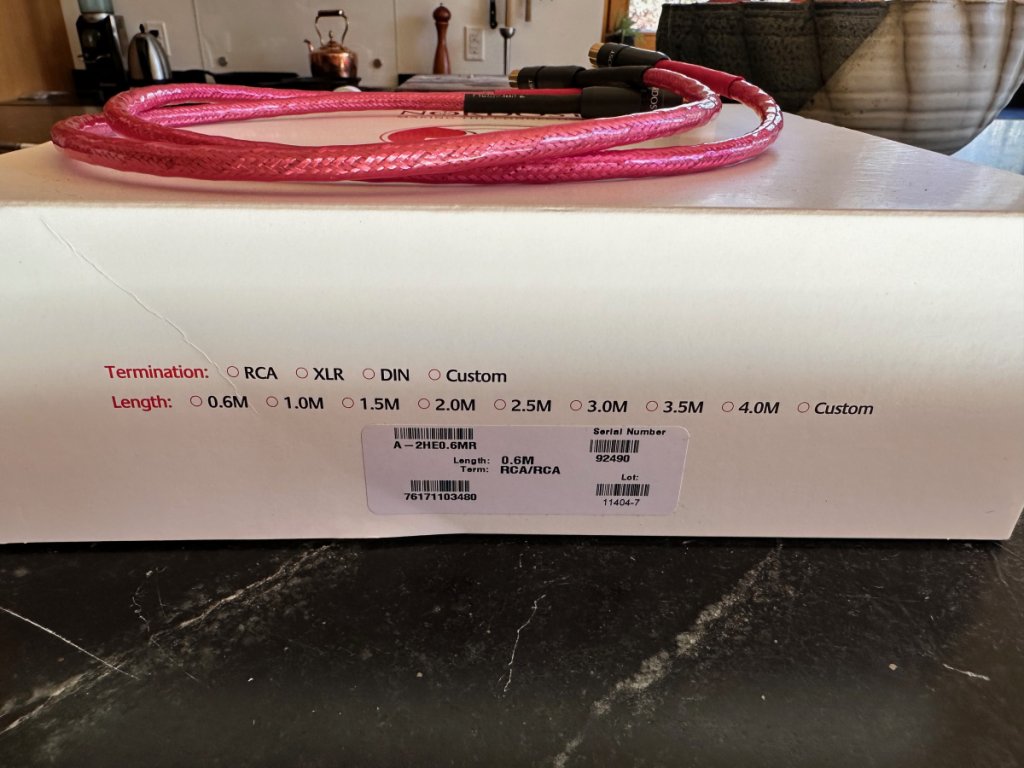 Termination: RCA XLR DIN Custom
Length: 0.6M 1.0M 1.5M 2.0M 2.5M 3.0M 3.5M 4.0M Custom
A-2HE0.6MR
Length: 0.6M
Term: RCA/RCA
76171103480
Serial Number
92490
Lot:
11404-7